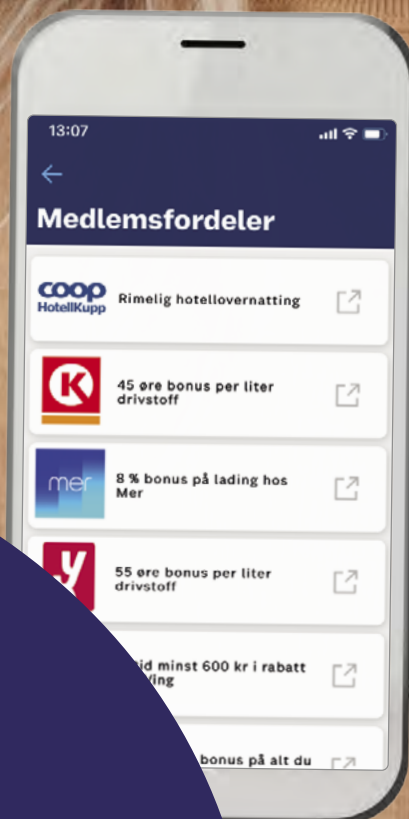 13:07
Medlemsfordeler
coop
HotellKupp
Rimelig hotellovernatting
K
45 øre bonus per liter
drivstoff
mer
8 % bonus på lading hos
Mer
55 øre bonus per liter
drivstoff
minst 600 kr i rabatt
bonus på alt du